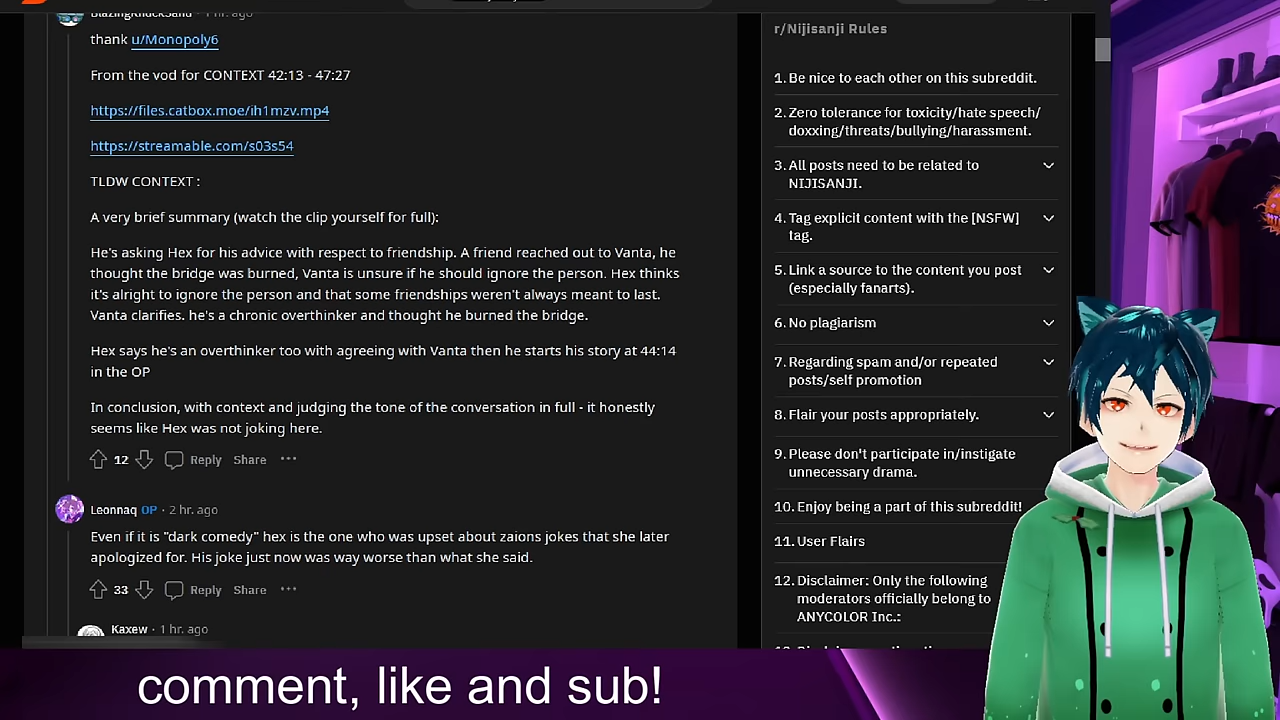 BlazingKnuckSand · 1 hr. ago
thank u/Monopoly6
From the vod for CONTEXT 42:13 - 47:27
https://files.catbox.moe/ih1mzv.mp4
https://streamable.com/s03s54
TLDW CONTEXT :
A very brief summary (watch the clip yourself for full):
He's asking Hex for his advice with respect to friendship. A friend reached out to Vanta, he
thought the bridge was burned, Vanta is unsure if he should ignore the person. Hex thinks
it's alright to ignore the person and that some friendships weren't always meant to last.
Vanta clarifies. he's a chronic overthinker and thought he burned the bridge.
Hex says he's an overthinker too with agreeing with Vanta then he starts his story at 44:14
in the OP
In conclusion, with context and judging the tone of the conversation in full - it honestly
seems like Hex was not joking here.
12 Reply Share ···
Leonnaq OP · 2 hr. ago
Even if it is "dark comedy" hex is the one who was upset about zaions jokes that she later
apologized for. His joke just now was way worse than what she said.
33 Reply Share ···
Kaxew · 1 hr. ago
r/Nijisanji Rules
1. Be nice to each other on this subreddit.
2. Zero tolerance for toxicity/hate speech/
doxxing/threats/bullying/harassment.
3. All posts need to be related to
NIJISANJI.
4. Tag explicit content with the [NSFW]
tag.
5. Link a source to the content you post
(especially fanarts).
6. No plagiarism
7. Regarding spam and/or repeated
posts/self promotion
8. Flair your posts appropriately.
9. Please don't participate in/instigate
unnecessary drama.
10. Enjoy being a part of this subreddit!
11. User Flairs
12. Disclaimer: Only the following
moderators officially belong to
ANYCOLOR Inc.:
comment, like and sub!